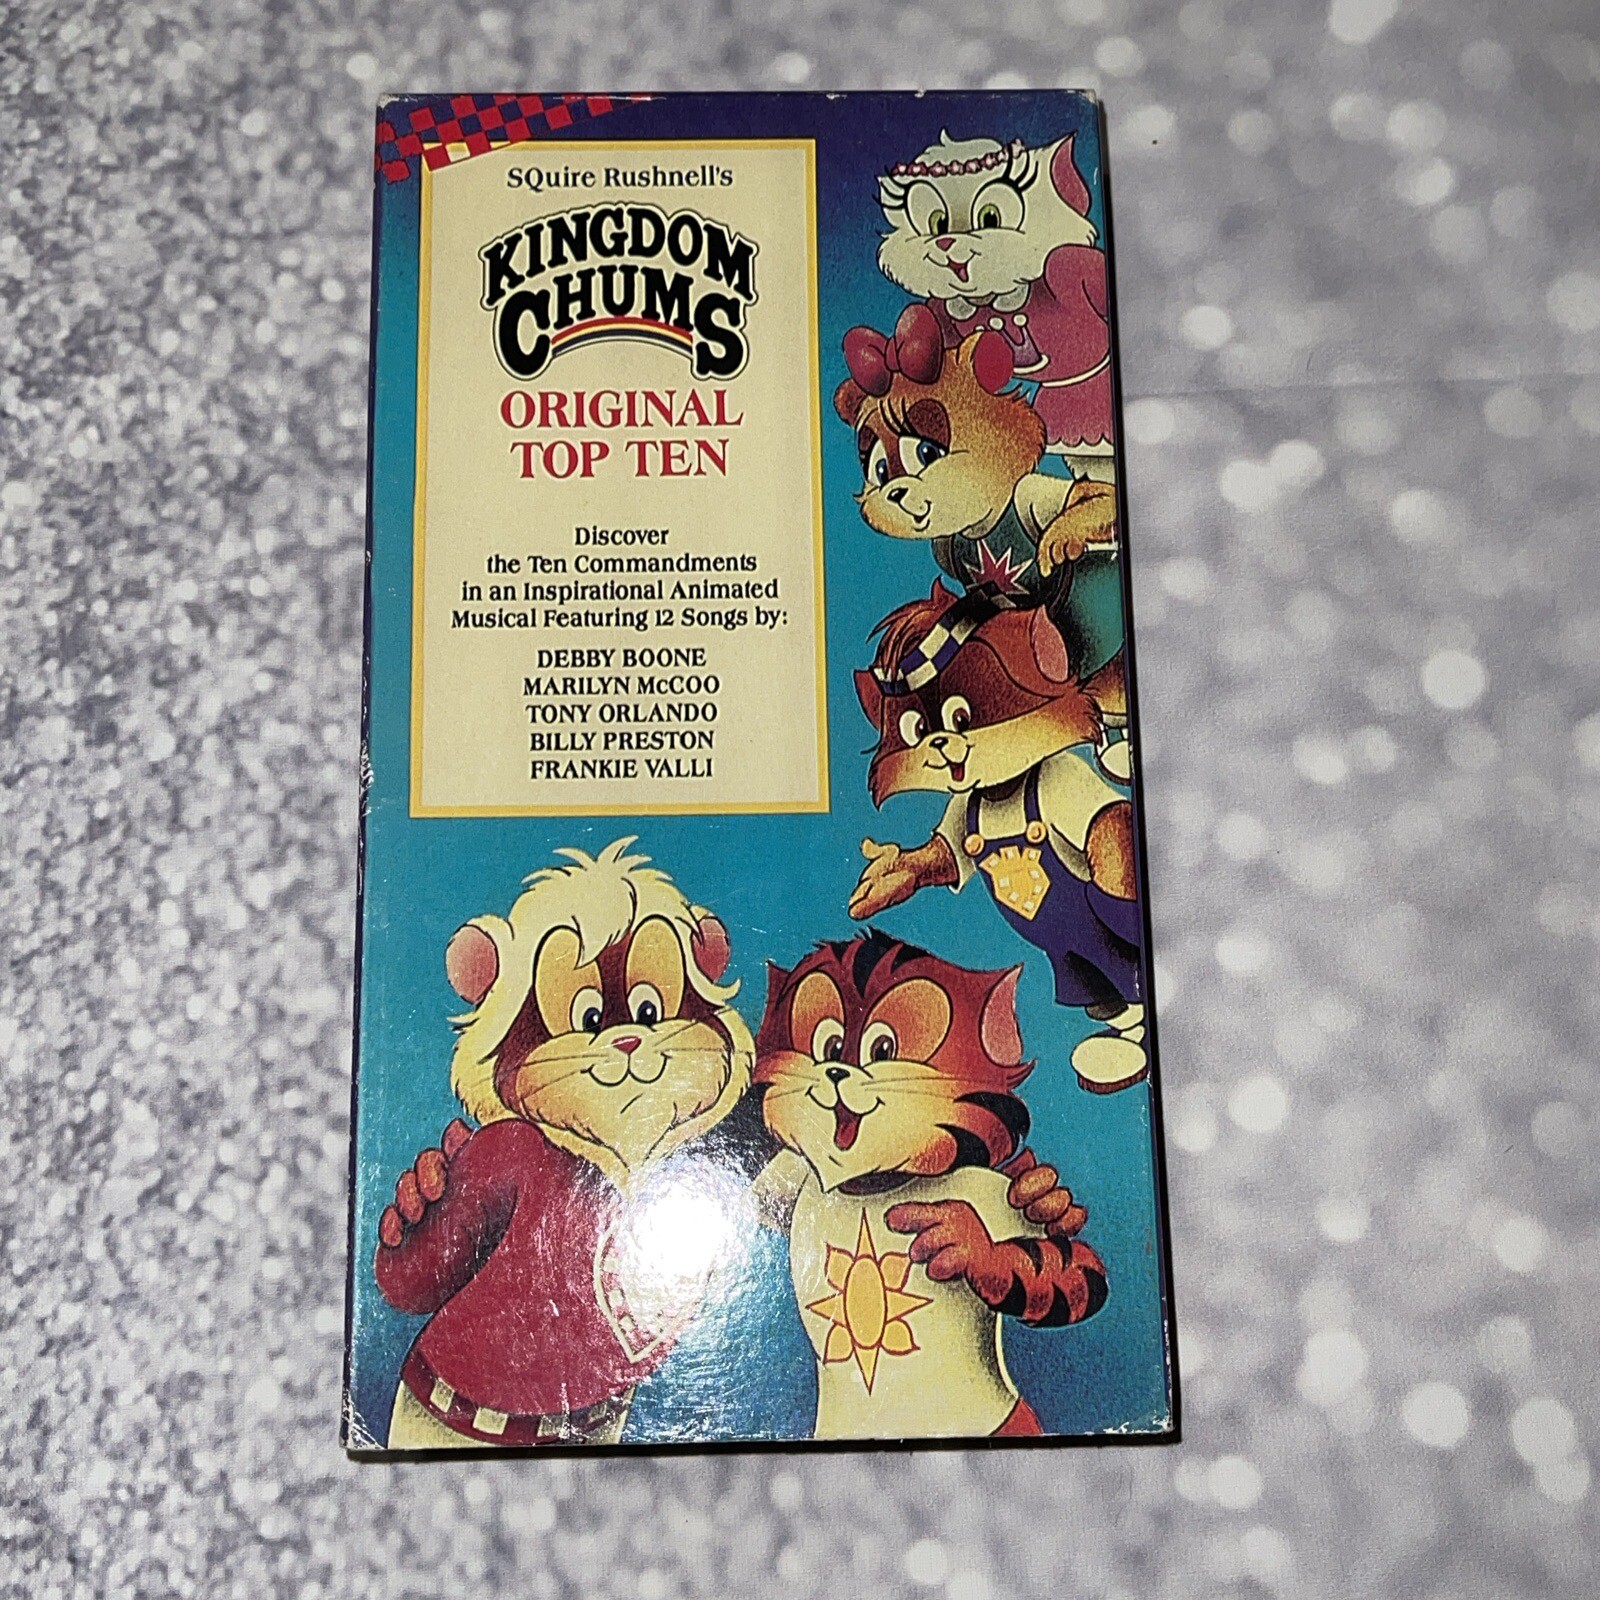 SQuire Rushnell's
KINGDOM
CHUMS
ORIGINAL
TOP TEN
Discover
the Ten Commandments
in an Inspirational Animated
Musical Featuring 12 Songs by:
DEBBY BOONE
MARILYN McCOO
TONY ORLANDO
BILLY PRESTON
FRANKIE VALLI